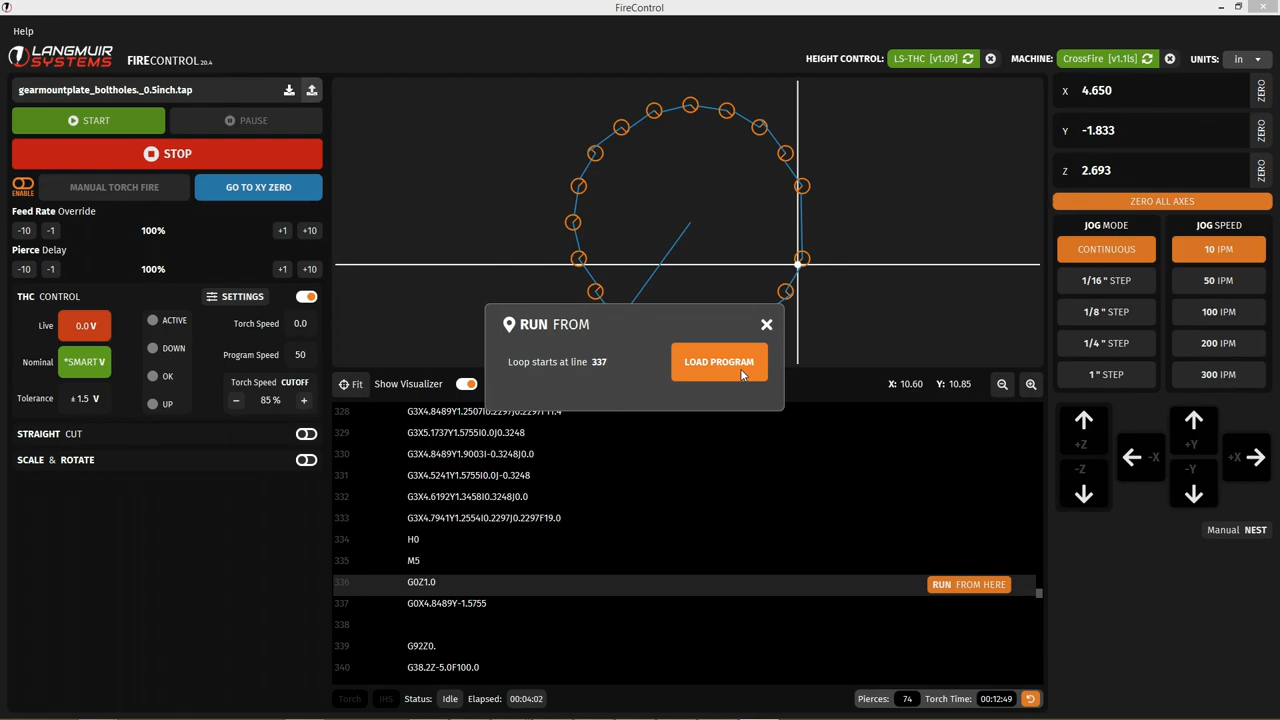 FireControl
Help
LANGMUIR SYSTEMS FIRECONTROL 20.4
HEIGHT CONTROL: LS-THC [v1.09] MACHINE: CrossFire [v1.1ls] UNITS: in
gearmountplate_boltholes._0.5inch.tap
START PAUSE
STOP
ENABLE MANUAL TORCH FIRE GO TO XY ZERO
Feed Rate Override
-10 -1 100% +1 +10
Pierce Delay
-10 -1 100% +1 +10
THC CONTROL SETTINGS
Live 0.0 V ACTIVE Torch Speed 0.0
DOWN
Nominal *SMART V Program Speed 50
OK
Torch Speed CUTOFF
Tolerance ± 1.5 V UP - 85 % +
STRAIGHT CUT
SCALE & ROTATE
RUN FROM
Loop starts at line 337 LOAD PROGRAM
Fit Show Visualizer X: 10.60 Y: 10.85
328 G3X4.8489Y1.2507I0.2297J0.2297F11.4
329 G3X5.1737Y1.5755I0.0J0.3248
330 G3X4.8489Y1.9003I-0.3248J0.0
331 G3X4.5241Y1.5755I0.0J-0.3248
332 G3X4.6192Y1.3458I0.3248J0.0
333 G3X4.7941Y1.2554I0.2297J0.2297F19.0
334 H0
335 M5
336 G0Z1.0 RUN FROM HERE
337 G0X4.8489Y-1.5755
338
339 G92Z0.
340 G38.2Z-5.0F100.0
Torch IHS Status: Idle Elapsed: 00:04:02 Pierces: 74 Torch Time: 00:12:49
X 4.650 ZERO
Y -1.833 ZERO
Z 2.693 ZERO
ZERO ALL AXES
JOG MODE JOG SPEED
CONTINUOUS 10 IPM
1/16 " STEP 50 IPM
1/8 " STEP 100 IPM
1/4 " STEP 200 IPM
1 " STEP 300 IPM
+Z +Y
-X +X
-Z -Y
Manual NEST